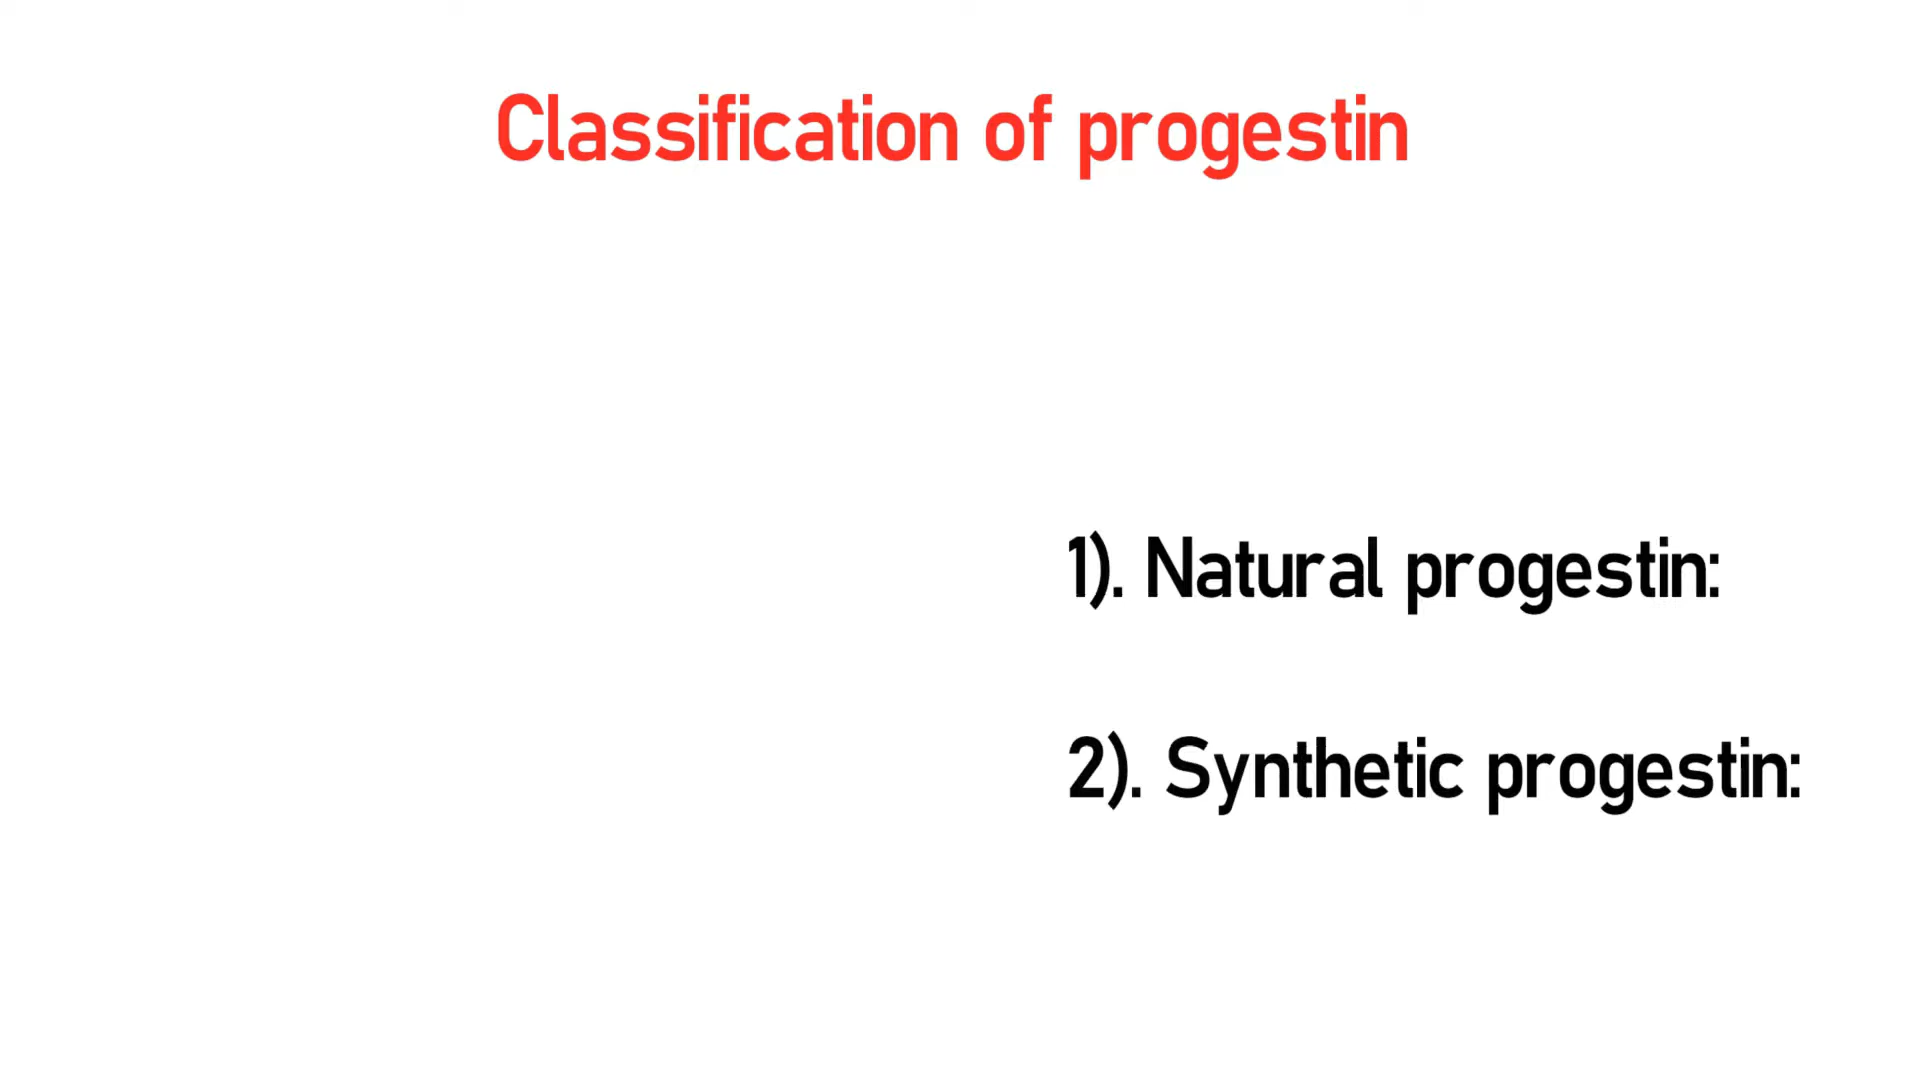 Classification of progestin
1). Natural progestin:
2). Synthetic progestin: